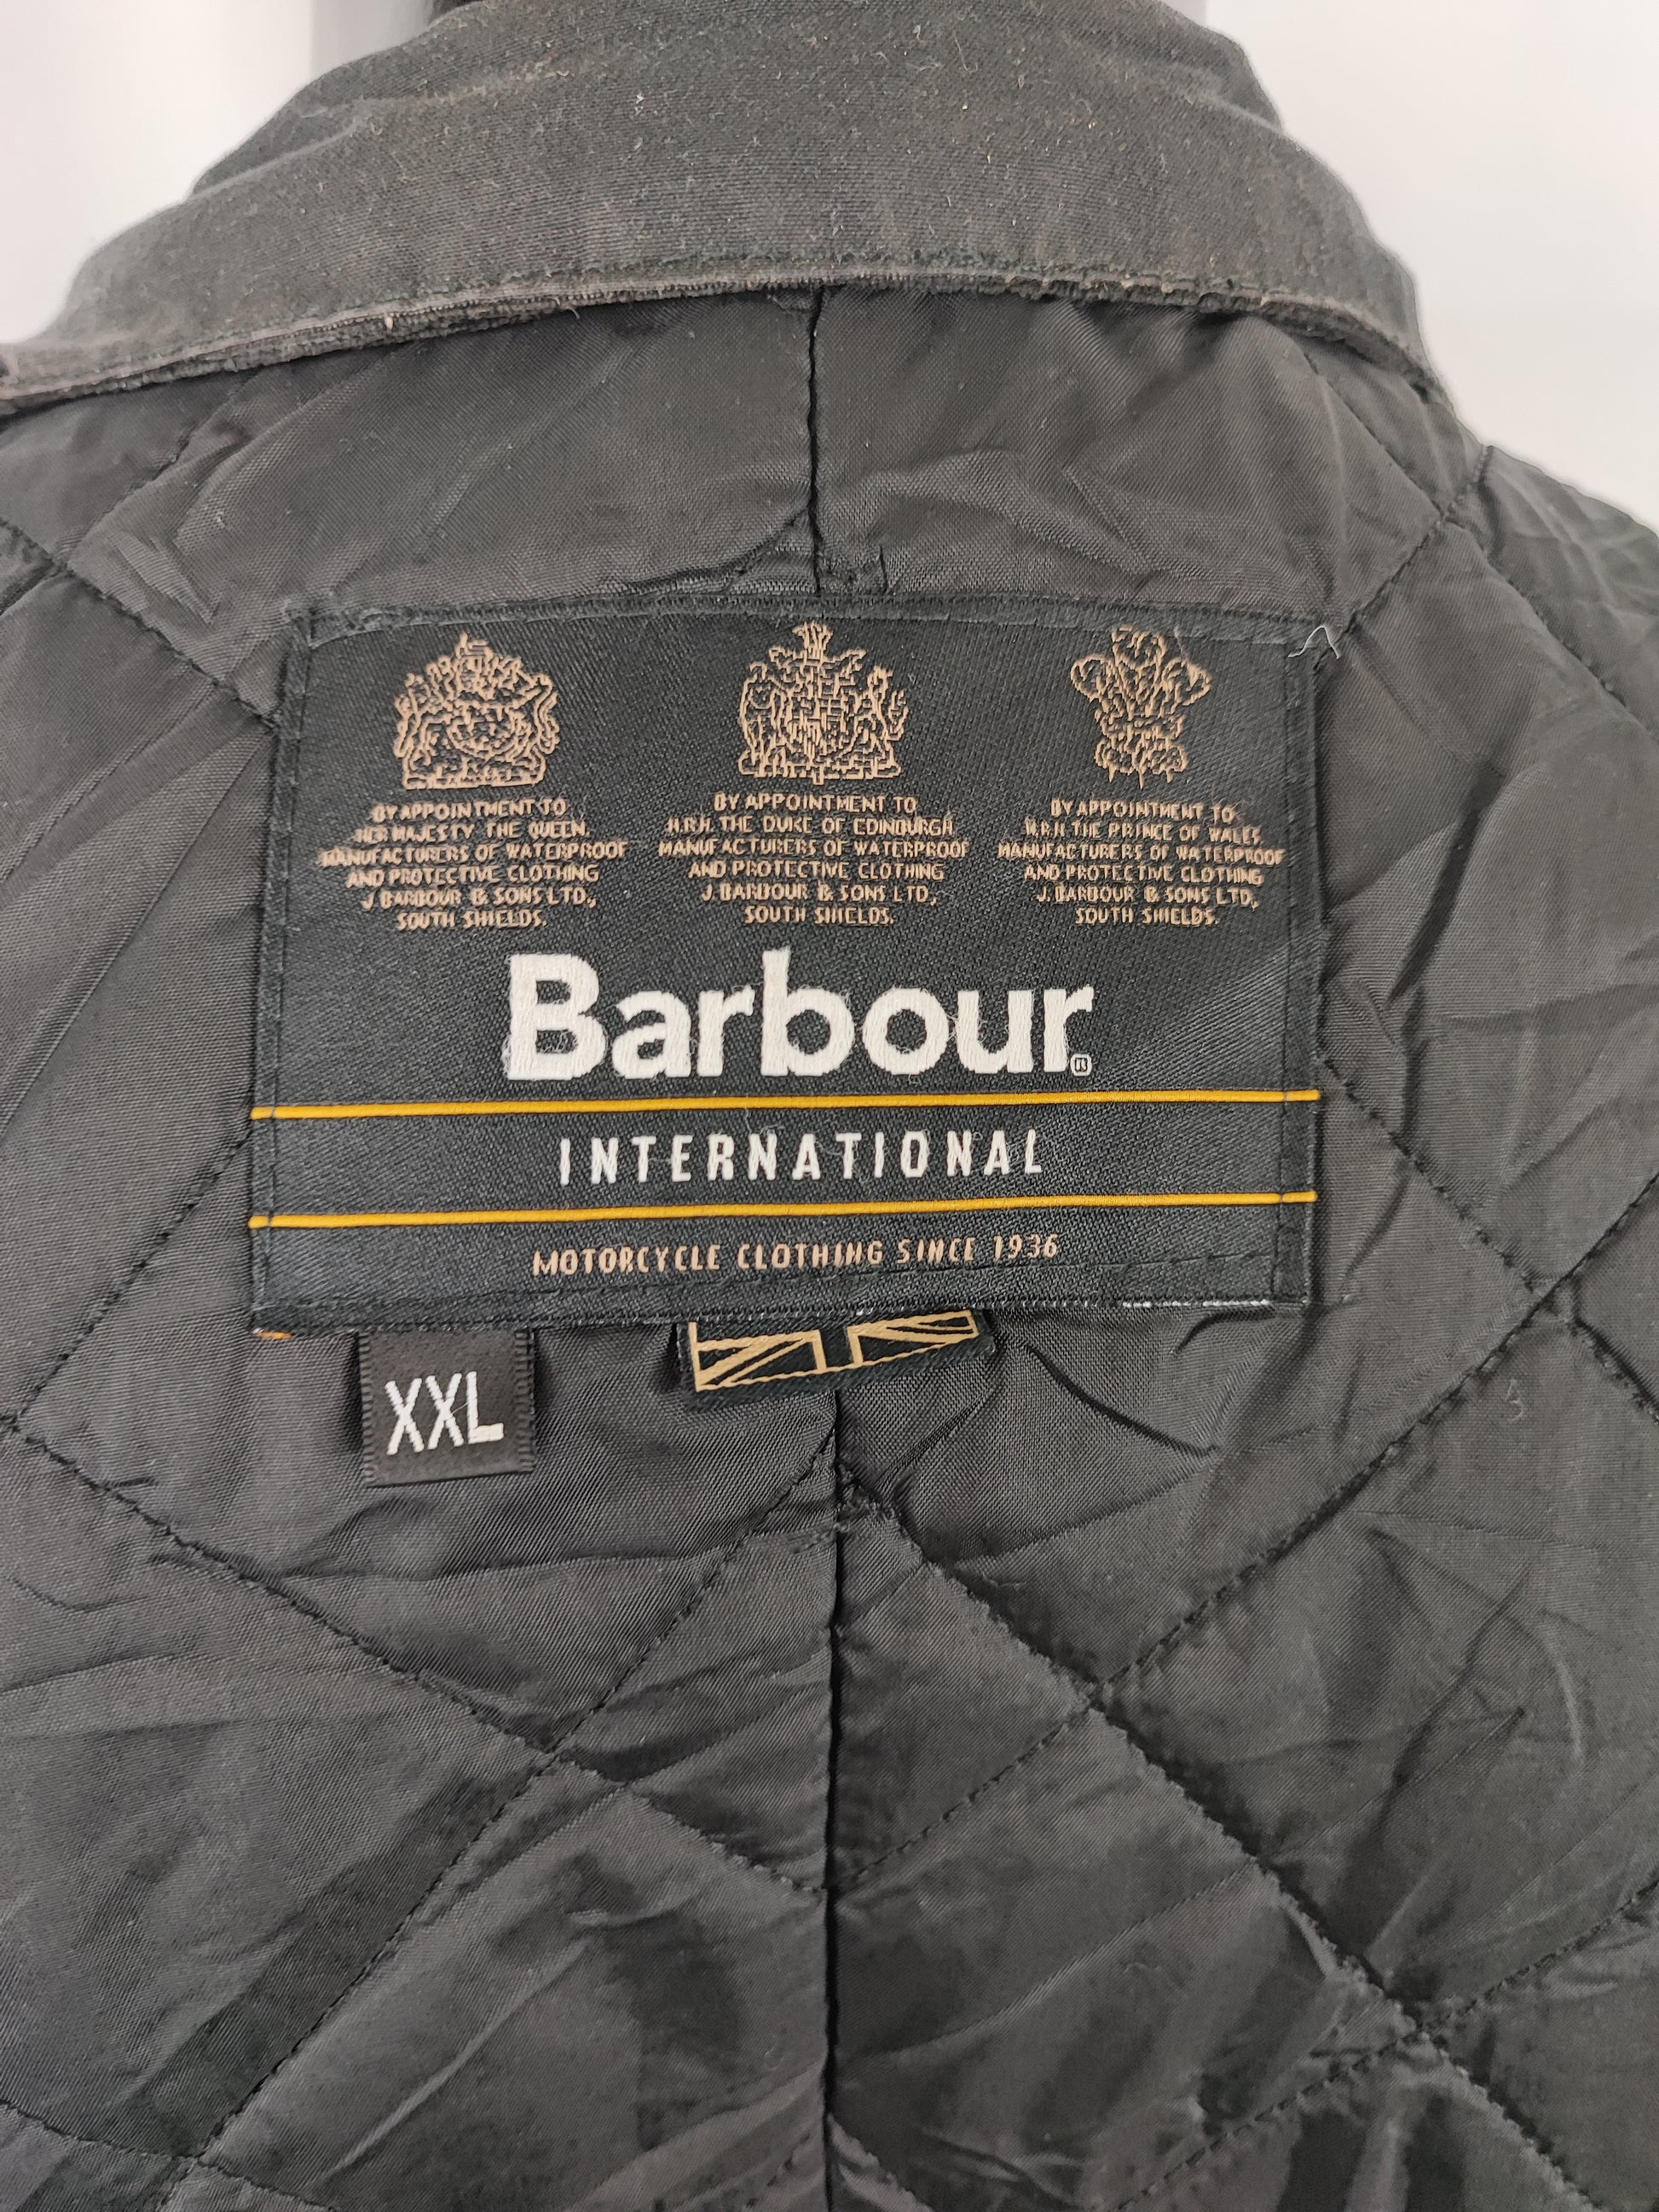 BY APPOINTMENT TO
HER MAJESTY THE QUEEN.
MANUFACTURERS OF WATERPROOF
AND PROTECTIVE CLOTHING
J. BARBOUR & SONS LTD.,
SOUTH SHIELDS.
BY APPOINTMENT TO
H.R.H. THE DUKE OF EDINBURGH
MANUFACTURERS OF WATERPROOF
AND PROTECTIVE CLOTHING
J. BARBOUR & SONS LTD,
SOUTH SHIELDS.
BY APPOINTMENT TO
H.R.H THE PRINCE OF WALES.
MANUFACTURERS OF WATERPROOF
AND PROTECTIVE CLOTHING
J. BARBOUR & SONS LTD,
SOUTH SHIELDS.
Barbour®
INTERNATIONAL
MOTORCYCLE CLOTHING SINCE 1936
XXL